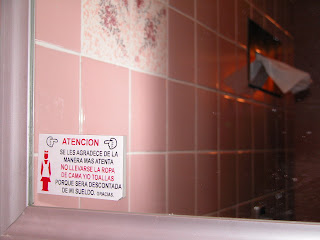 ATENCION
SE LES AGRADECE DE LA
MANERA MAS ATENTA
NO LLEVARSE LA ROPA
DE CAMA Y/O TOALLAS
PORQUE SERA DESCONTADA
DE MI SUELDO. GRACIAS.